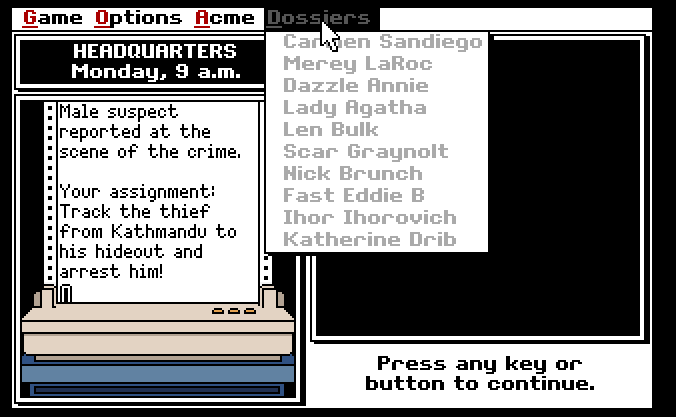 Game Options Acme Dossiers
HEADQUARTERS
Monday, 9 a.m.
Male suspect
reported at the
scene of the crime.
Your assignment:
Track the thief
from Kathmandu to
his hideout and
arrest him!
Carmen Sandiego
Merey LaRoc
Dazzle Annie
Lady Agatha
Len Bulk
Scar Graynolt
Nick Brunch
Fast Eddie B
Ihor Ihorovich
Katherine Drib
Press any key or
button to continue.